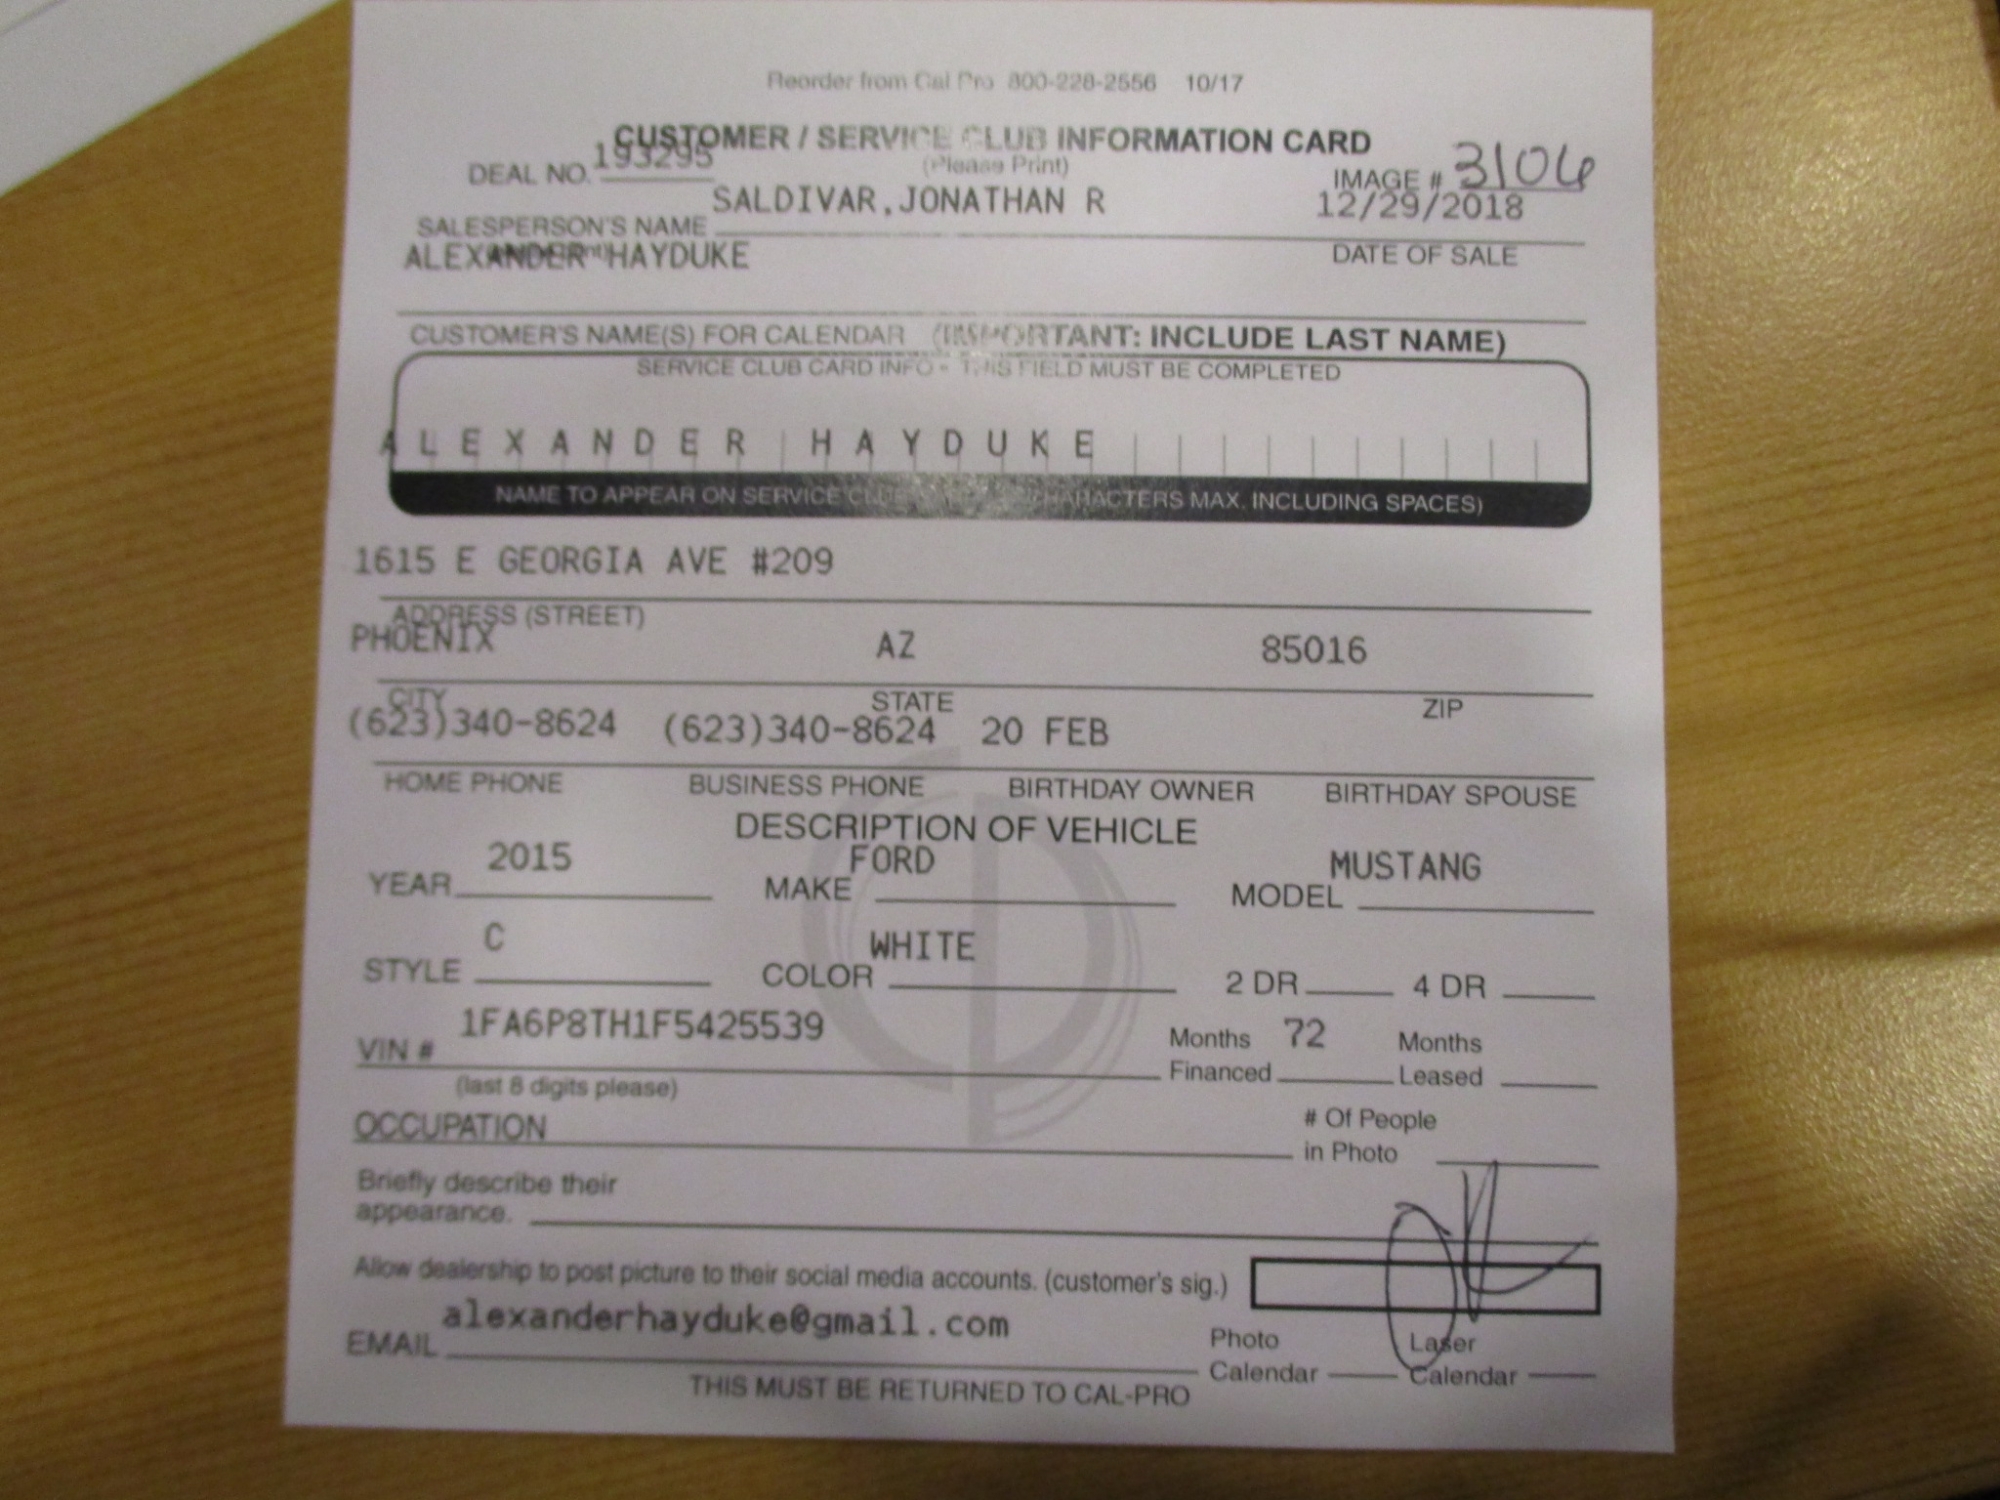 Reorder from Cal Pro 800-228-2556 10/17
CUSTOMER / SERVICE CLUB INFORMATION CARD
(Please Print)
DEAL NO. 193295
IMAGE # 3106
SALESPERSON'S NAME SALDIVAR,JONATHAN R
12/29/2018
DATE OF SALE
ALEXANDER HAYDUKE
CUSTOMER'S NAME(S) FOR CALENDAR (IMPORTANT: INCLUDE LAST NAME)
SERVICE CLUB CARD INFO - THIS FIELD MUST BE COMPLETED
ALEXANDER HAYDUKE
NAME TO APPEAR ON SERVICE CLUB CHARACTERS MAX. INCLUDING SPACES)
1615 E GEORGIA AVE #209
ADDRESS (STREET)
PHOENIX AZ 85016
CITY STATE ZIP
(623)340-8624 (623)340-8624 20 FEB
HOME PHONE BUSINESS PHONE BIRTHDAY OWNER BIRTHDAY SPOUSE
DESCRIPTION OF VEHICLE
YEAR 2015 MAKE FORD MODEL MUSTANG
STYLE C COLOR WHITE 2 DR 4 DR
VIN # 1FA6P8TH1F5425539 Months Financed 72 Months Leased
(last 8 digits please)
OCCUPATION # Of People in Photo
Briefly describe their
appearance.
Allow dealership to post picture to their social media accounts. (customer's sig.)
EMAIL alexanderhayduke@gmail.com Photo Calendar Laser Calendar
THIS MUST BE RETURNED TO CAL-PRO